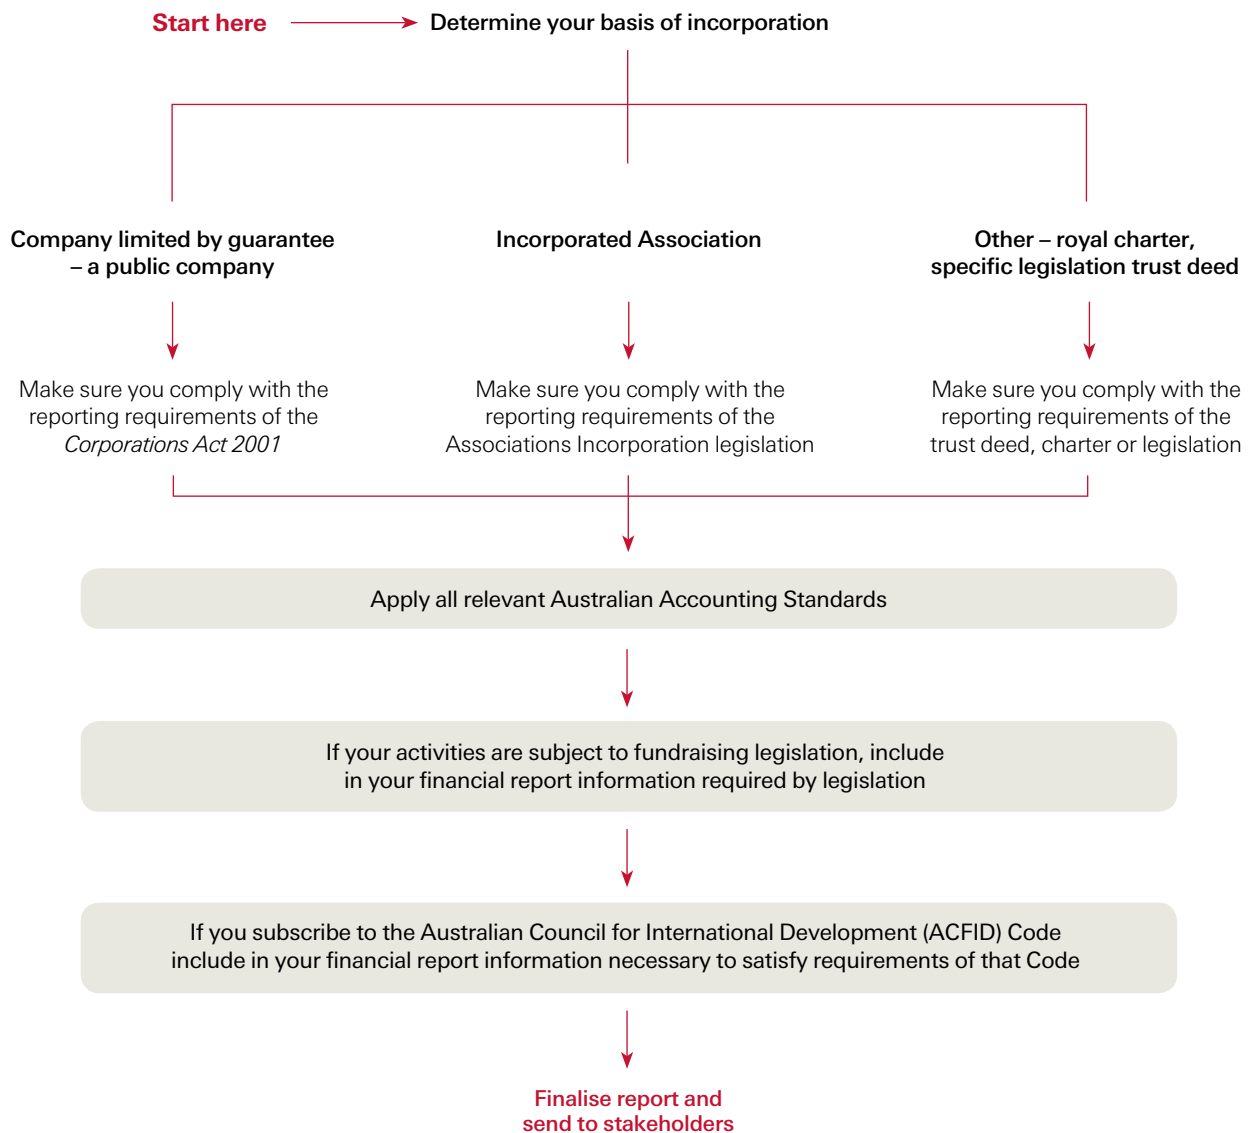 Start here
Determine your basis of incorporation
Company limited by guarantee
– a public company
Incorporated Association
Other – royal charter,
specific legislation trust deed
Make sure you comply with the
reporting requirements of the
Corporations Act 2001
Make sure you comply with the
reporting requirements of the
Associations Incorporation legislation
Make sure you comply with the
reporting requirements of the
trust deed, charter or legislation
Apply all relevant Australian Accounting Standards
If your activities are subject to fundraising legislation, include
in your financial report information required by legislation
If you subscribe to the Australian Council for International Development (ACFID) Code
include in your financial report information necessary to satisfy requirements of that Code
Finalise report and
send to stakeholders